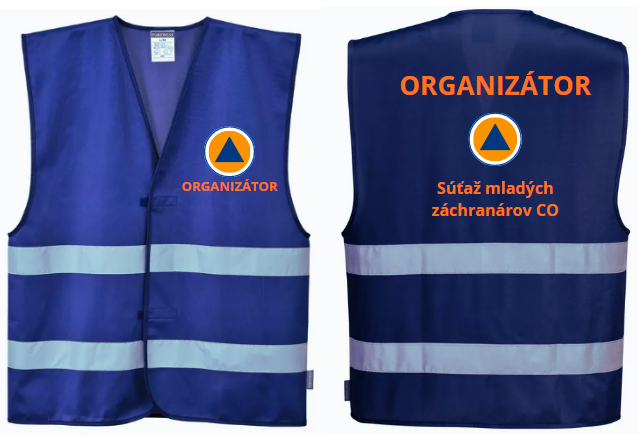 ORGANIZÁTOR
ORGANIZÁTOR
Súťaž mladých
záchranárov CO